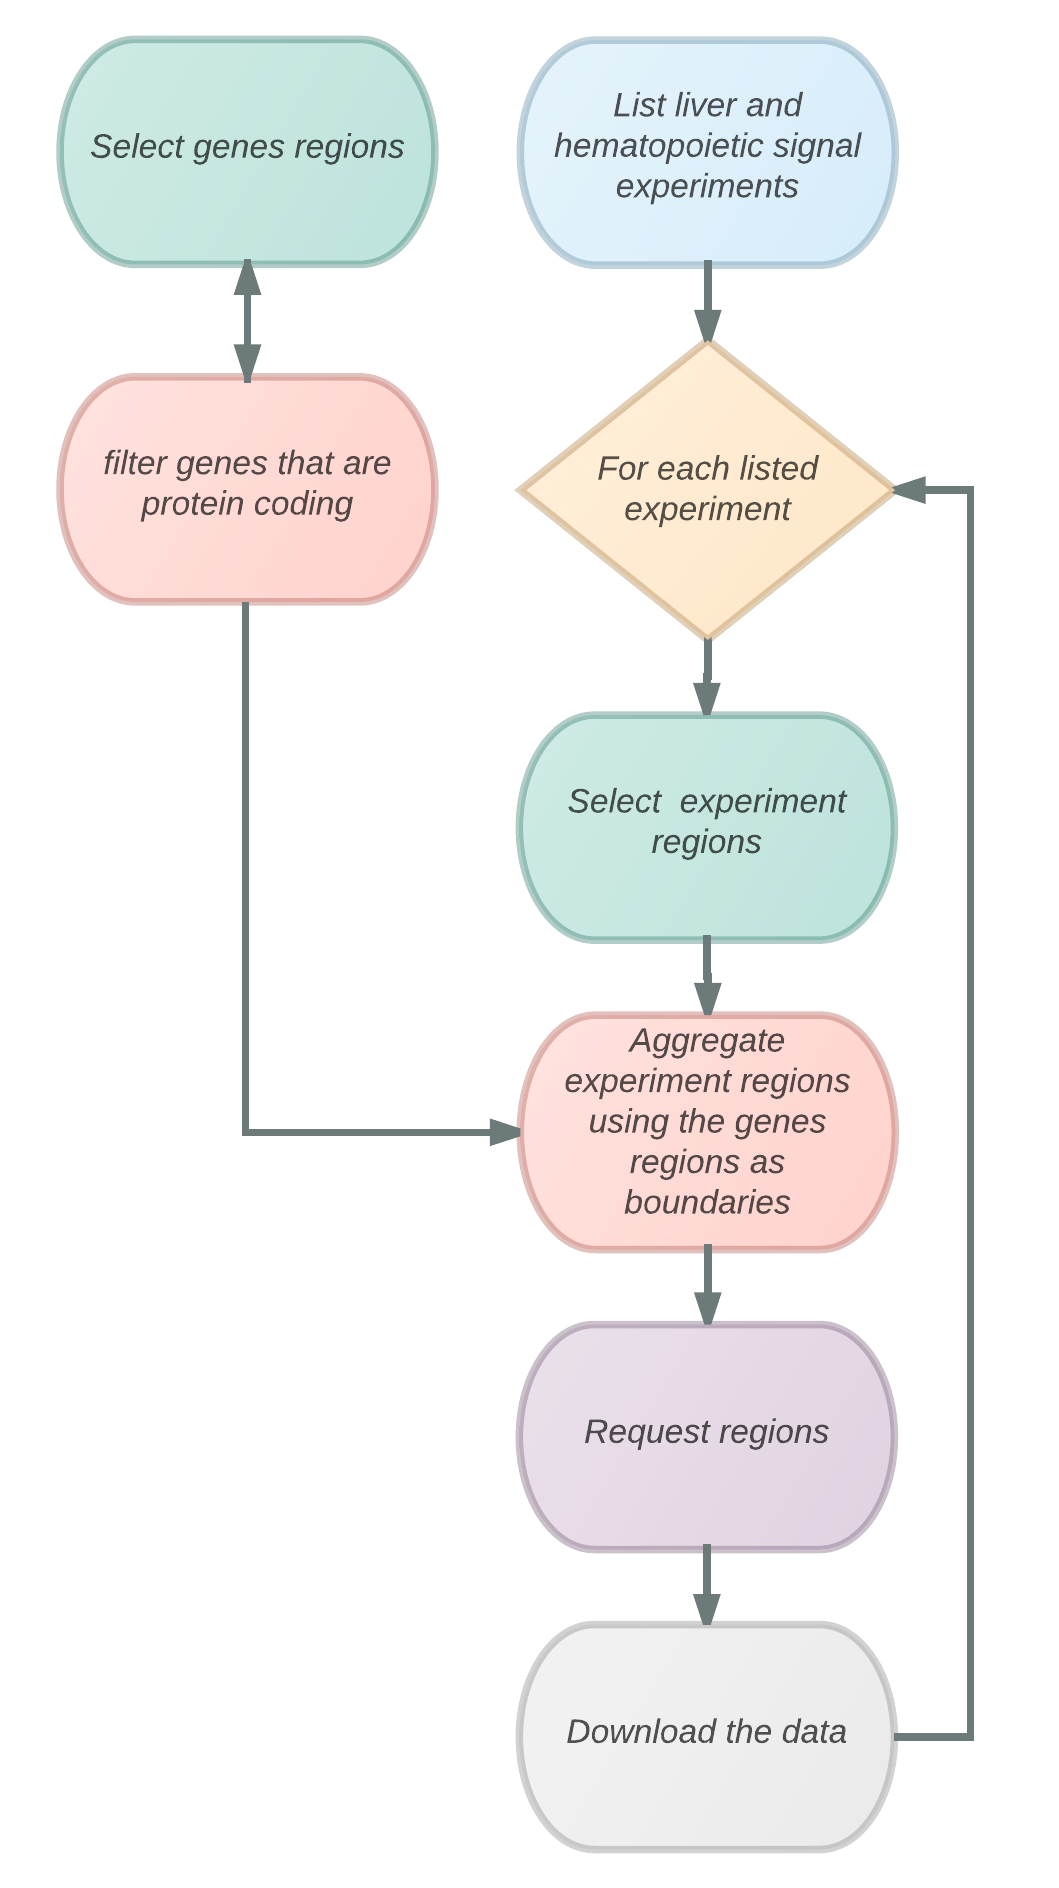 Select genes regions
filter genes that are
protein coding
List liver and
hematopoietic signal
experiments
For each listed
experiment
Select  experiment
regions
Aggregate
experiment regions
using the genes
regions as
boundaries
Request regions
Download the data